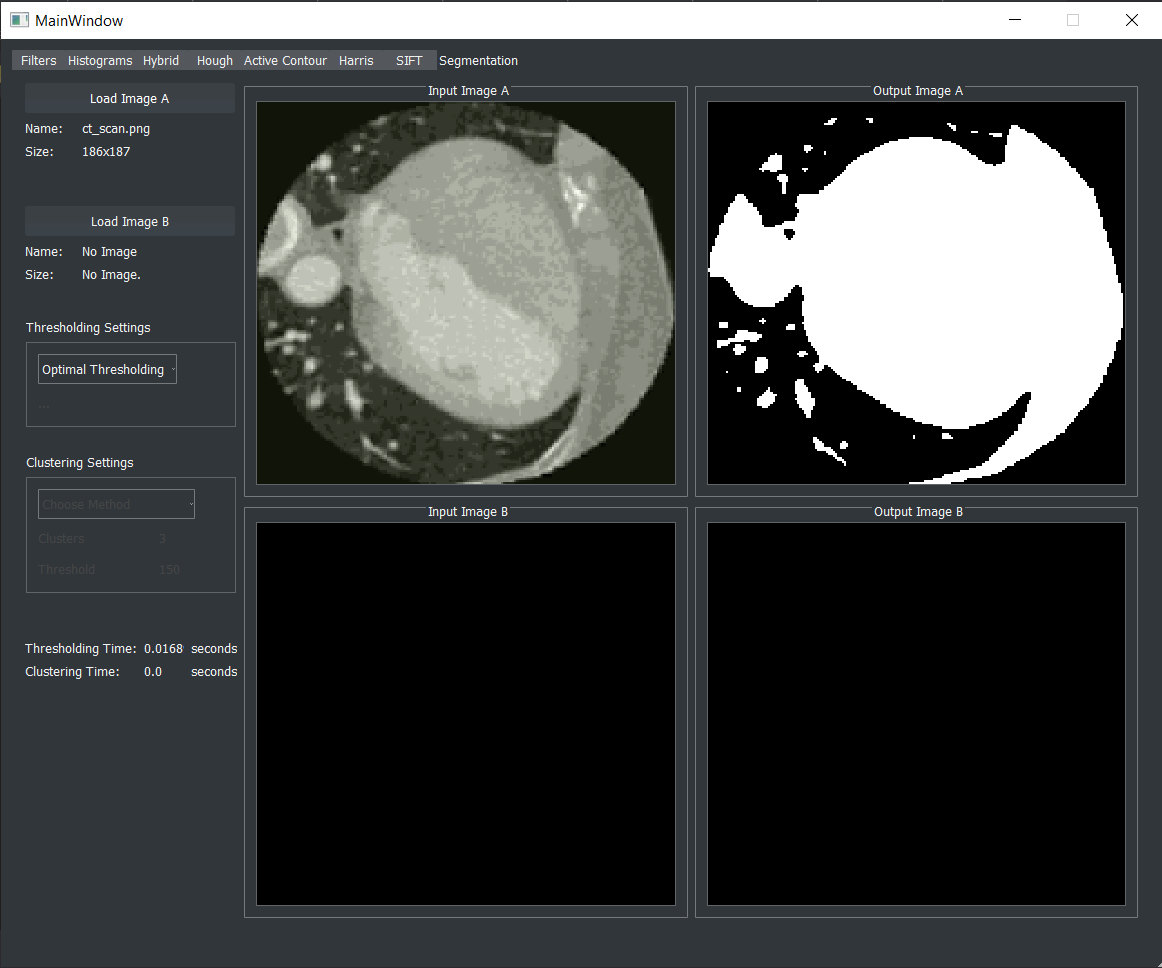 MainWindow
Filters Histograms Hybrid Hough Active Contour Harris SIFT Segmentation
Load Image A
Name: ct_scan.png
Size: 186x187
Load Image B
Name: No Image
Size: No Image.
Thresholding Settings
Optimal Thresholding
...
Clustering Settings
Choose Method
Clusters 3
Threshold 150
Thresholding Time: 0.0168 seconds
Clustering Time: 0.0 seconds
Input Image A
Output Image A
Input Image B
Output Image B